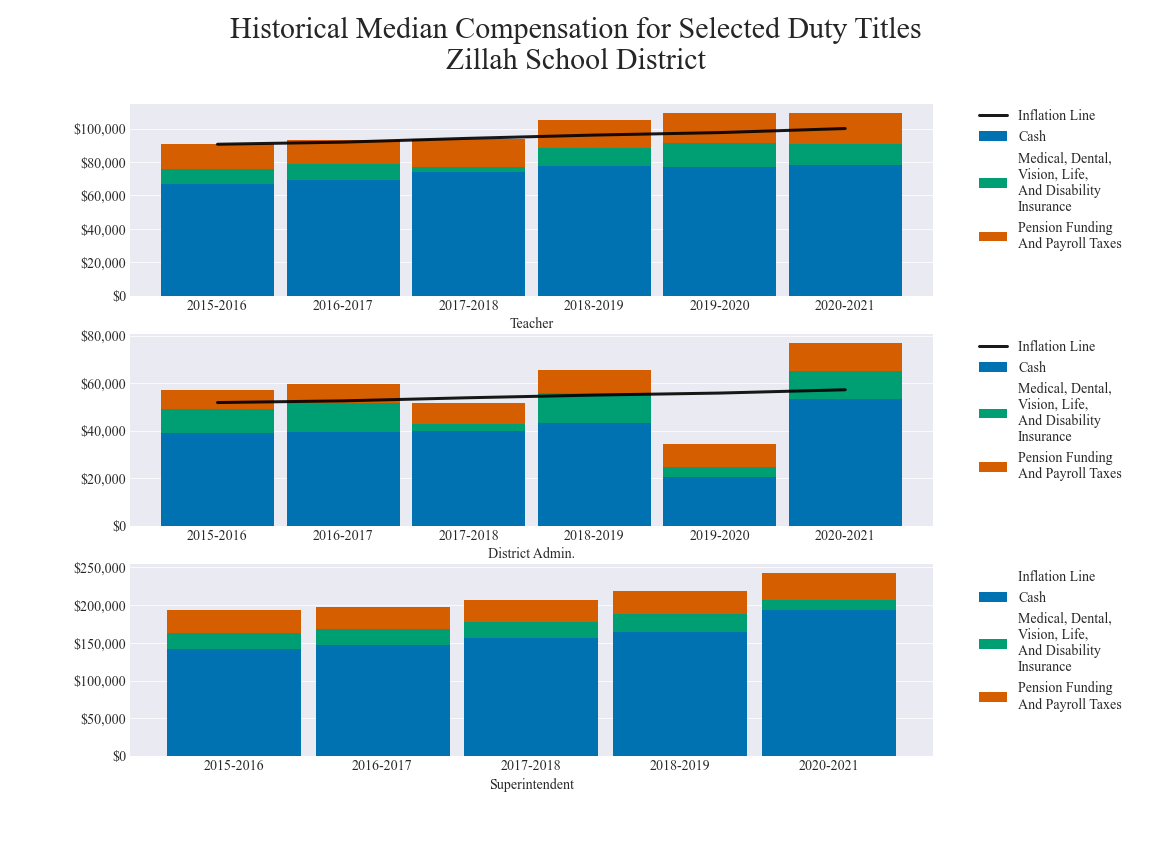 Historical Median Compensation for Selected Duty Titles
Zillah School District
$100,000
$80,000
$60,000
$40,000
$20,000
$0
2015-2016 2016-2017 2017-2018 2018-2019 2019-2020 2020-2021
Teacher
Inflation Line
Cash
Medical, Dental,
Vision, Life,
And Disability
Insurance
Pension Funding
And Payroll Taxes
$80,000
$60,000
$40,000
$20,000
$0
2015-2016 2016-2017 2017-2018 2018-2019 2019-2020 2020-2021
District Admin.
Inflation Line
Cash
Medical, Dental,
Vision, Life,
And Disability
Insurance
Pension Funding
And Payroll Taxes
$250,000
$200,000
$150,000
$100,000
$50,000
$0
2015-2016 2016-2017 2017-2018 2018-2019 2020-2021
Superintendent
Inflation Line
Cash
Medical, Dental,
Vision, Life,
And Disability
Insurance
Pension Funding
And Payroll Taxes